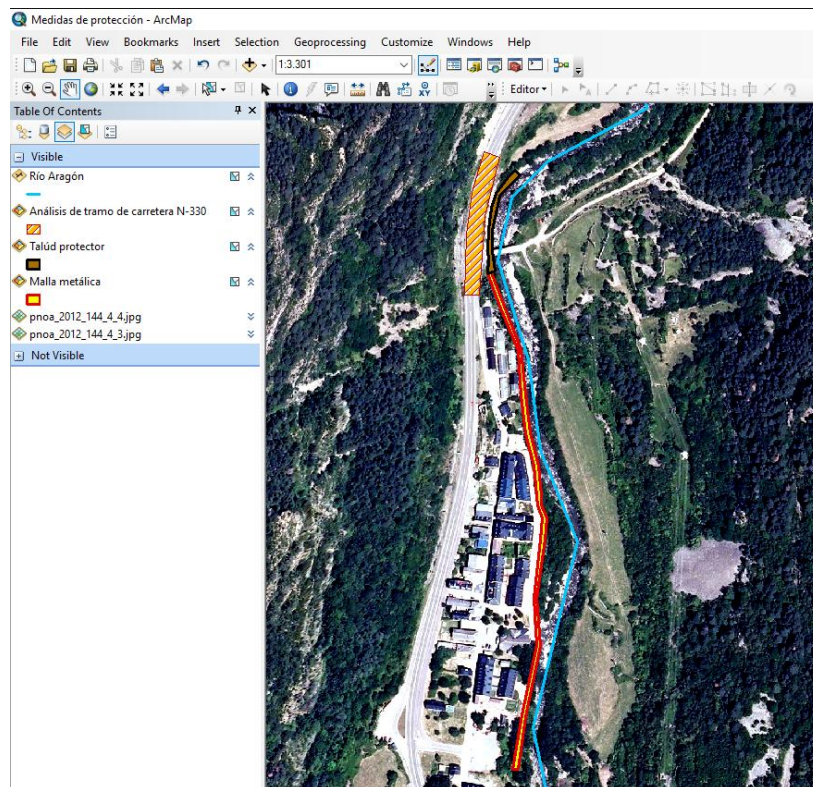 Medidas de protección - ArcMap
File Edit View Bookmarks Insert Selection Geoprocessing Customize Windows Help
1:3.301
Editor
Table Of Contents
Visible
Río Aragón
Análisis de tramo de carretera N-330
Talúd protector
Malla metálica
pnoa_2012_144_4_4.jpg
pnoa_2012_144_4_3.jpg
Not Visible